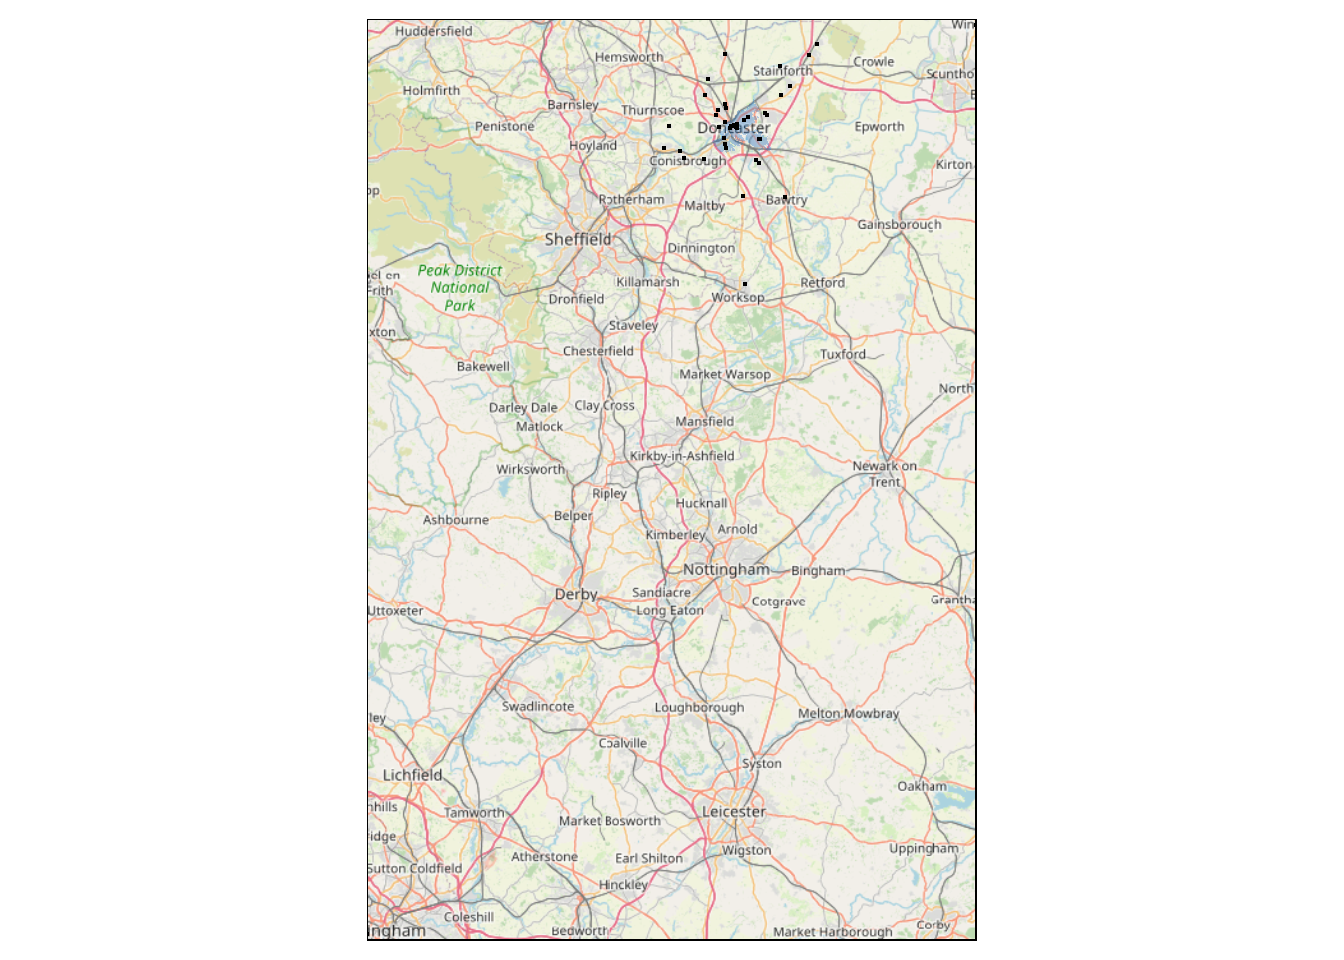 Huddersfield
Win
Hemsworth
Stainforth
Crowle
Scuntho
Holmfirth
Barnsley
Thurnscoe
Penistone
Doncaster
Epworth
Hoyland
Conisbrough
Kirton
Rotherham
Maltby
Bawtry
Gainsborough
Sheffield
Dinnington
Peak District
National
Park
Killamarsh
Retford
Frith
Dronfield
Worksop
Staveley
xton
Chesterfield
Tuxford
Bakewell
Market Warsop
North
Darley Dale
Clay Cross
Matlock
Mansfield
Kirkby-in-Ashfield
Wirksworth
Newark on
Trent
Ripley
Hucknall
Ashbourne
Belper
Arnold
Kimberley
Nottingham
Bingham
Derby
Sandiacre
Cotgrave
Grantha
Uttoxeter
Long Eaton
Swadlincote
Loughborough
Melton Mowbray
ley
Coalville
Syston
Lichfield
Oakham
nhills
Tamworth
Market Bosworth
Leicester
idge
Atherstone
Earl Shilton
Wigston
Uppingham
Sutton Coldfield
Hinckley
Coleshill
Corby
ingham
Bedworth
Market Harborough